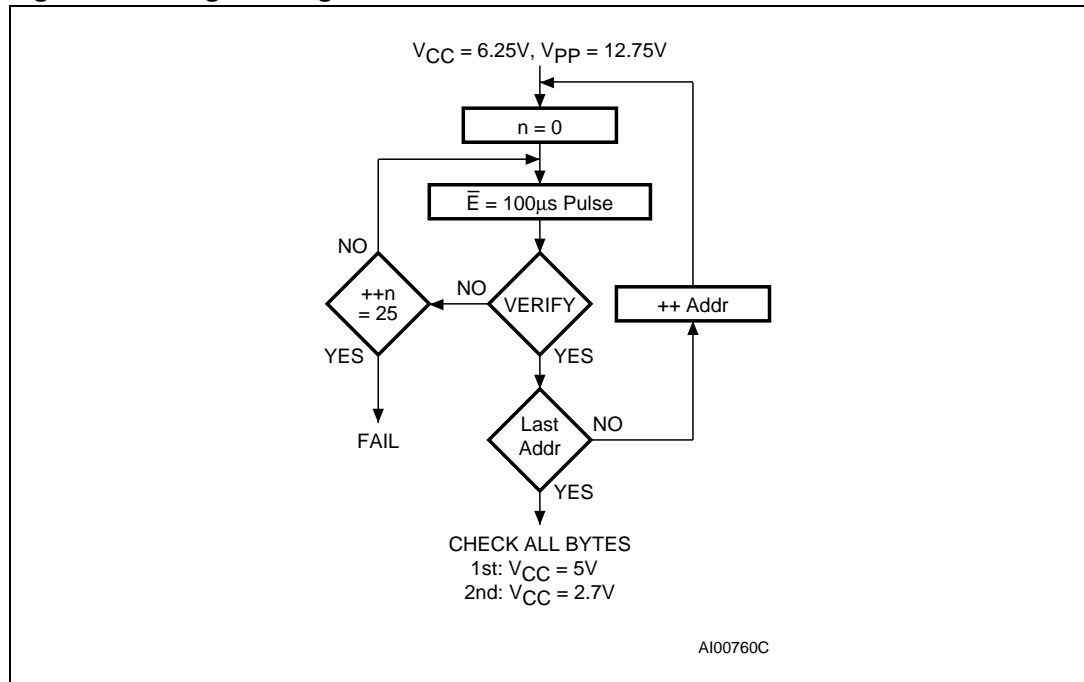 VCC = 6.25V, VPP = 12.75V
n = 0
E̅ = 100μs Pulse
NO
++n
= 25
NO
VERIFY
++ Addr
YES
YES
FAIL
Last
Addr
NO
YES
CHECK ALL BYTES
1st: VCC = 5V
2nd: VCC = 2.7V
AI00760C